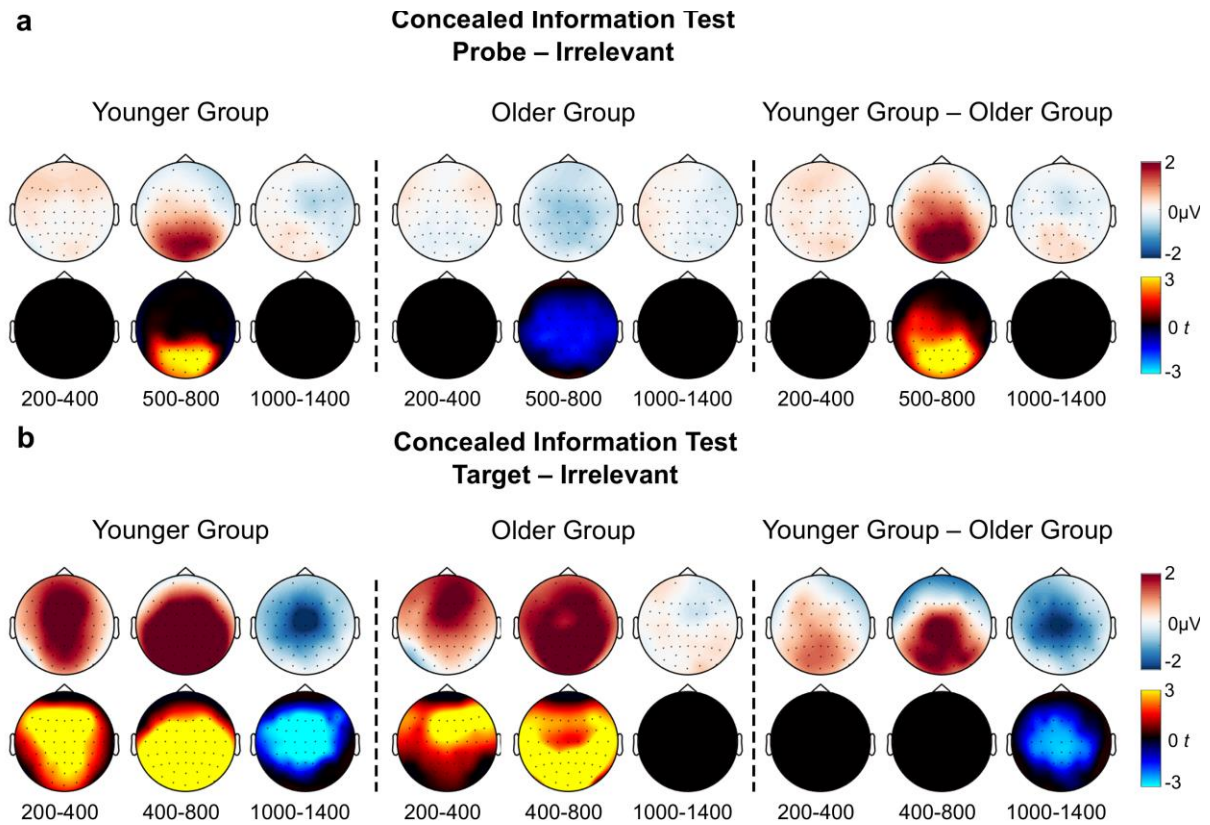 a
Concealed Information Test
Probe – Irrelevant
Younger Group
Older Group
Younger Group – Older Group
2
0µV
-2
3
0 t
-3
200-400
500-800
1000-1400
200-400
500-800
1000-1400
200-400
500-800
1000-1400
b
Concealed Information Test
Target – Irrelevant
Younger Group
Older Group
Younger Group – Older Group
2
0µV
-2
3
0 t
-3
200-400
400-800
1000-1400
200-400
400-800
1000-1400
200-400
400-800
1000-1400